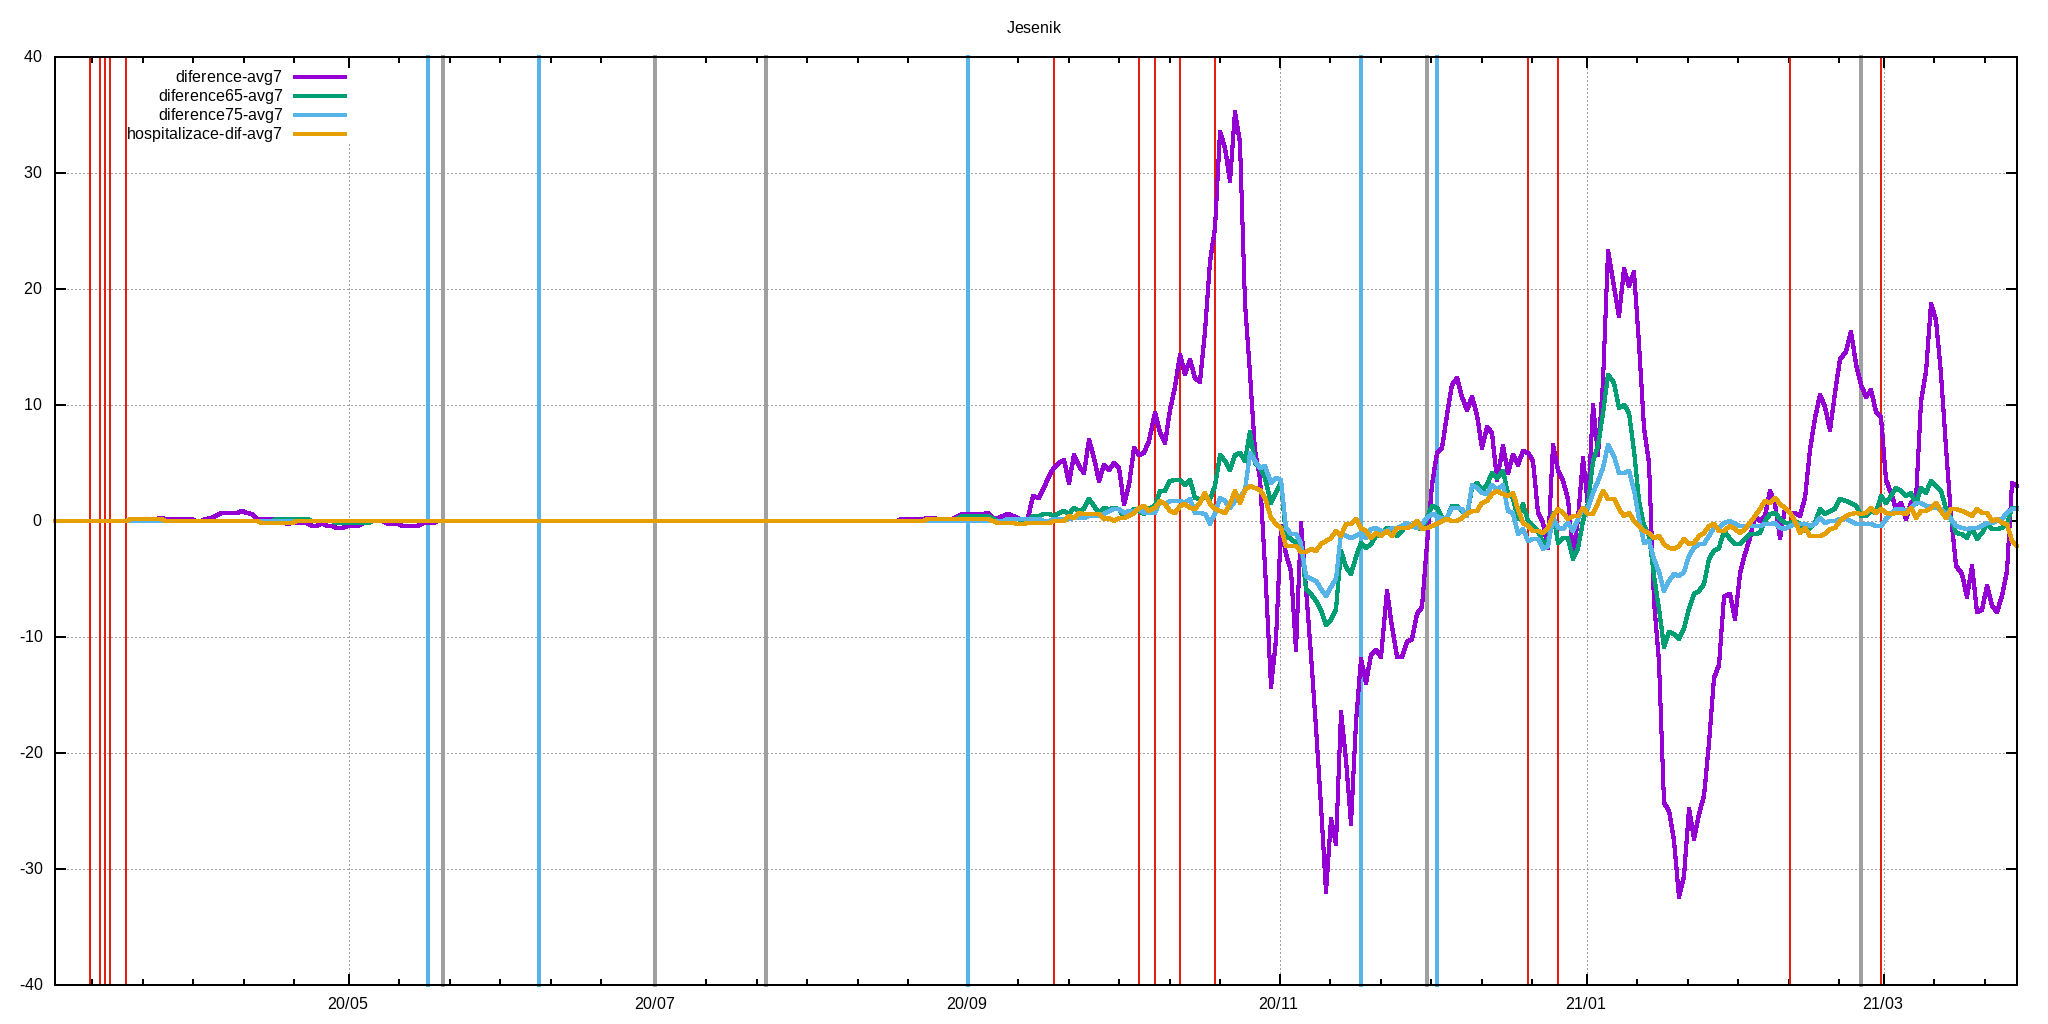 Jesenik
diference-avg7
diference65-avg7
diference75-avg7
hospitalizace-dif-avg7
40
30
20
10
0
-10
-20
-30
-40
20/05 20/07 20/09 20/11 21/01 21/03